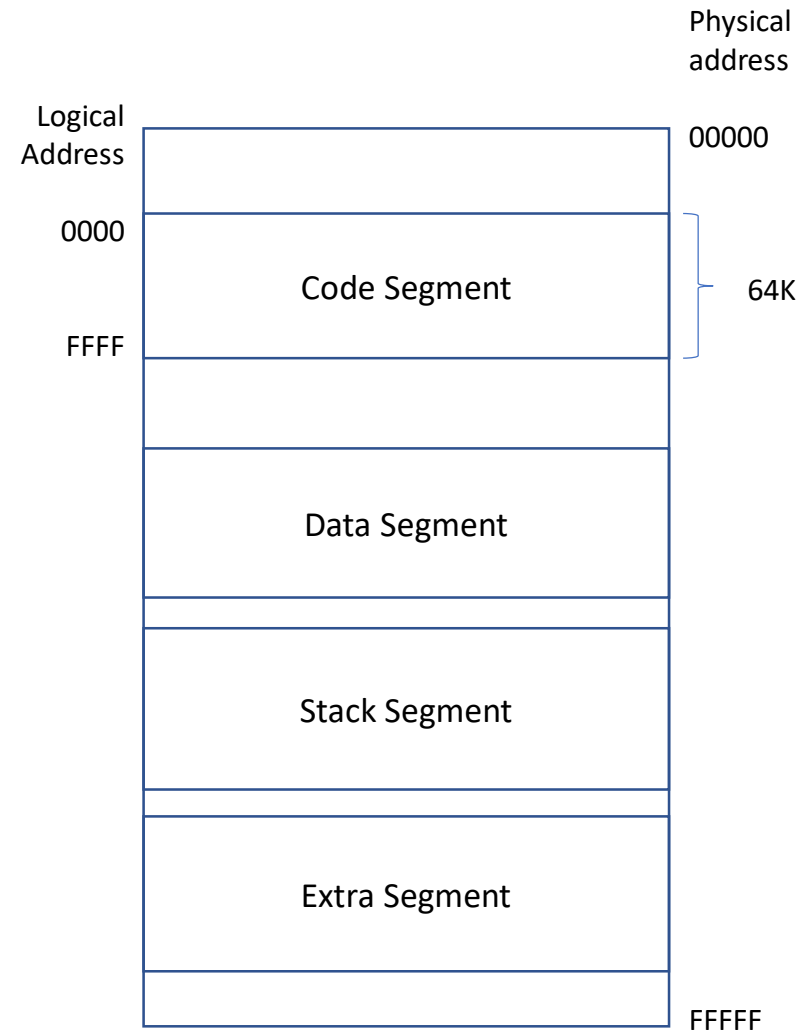 Physical
address
Logical
Address
00000
0000
Code Segment
64K
FFFF
Data Segment
Stack Segment
Extra Segment
FFFFF